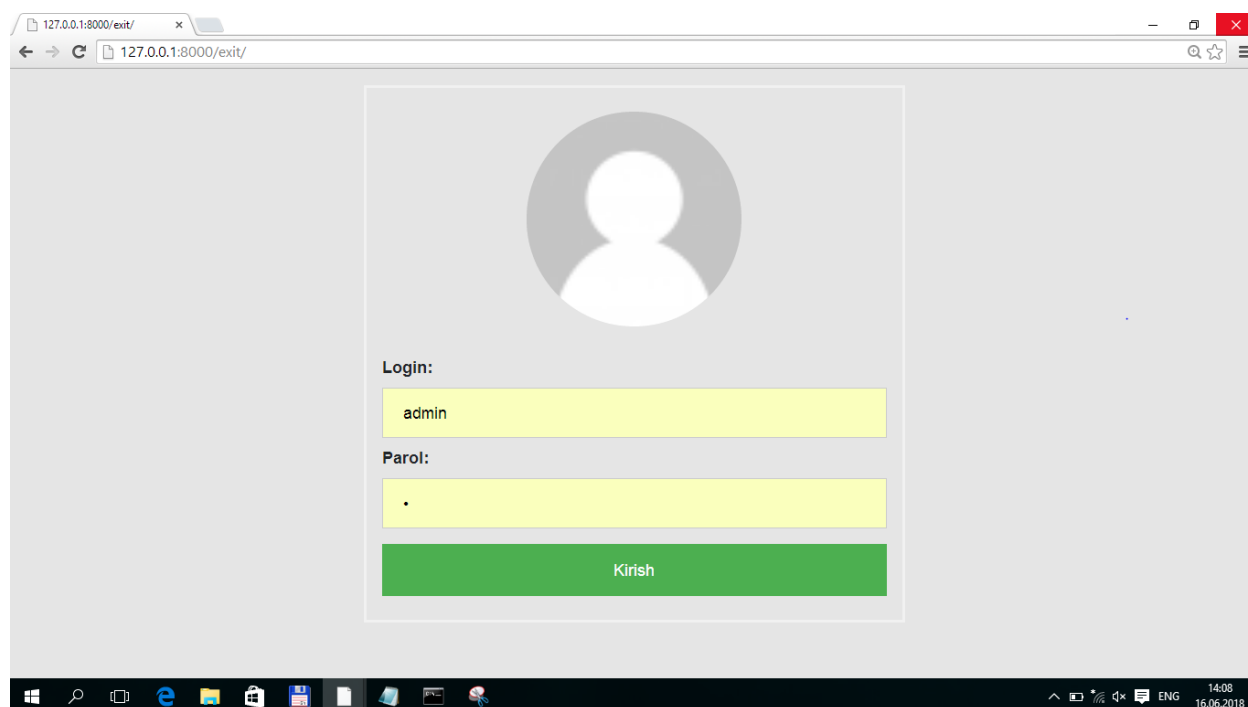 127.0.0.1:8000/exit/
127.0.0.1:8000/exit/
Login:
admin
Parol:
•
Kirish
ENG
14:08
16.06.2018